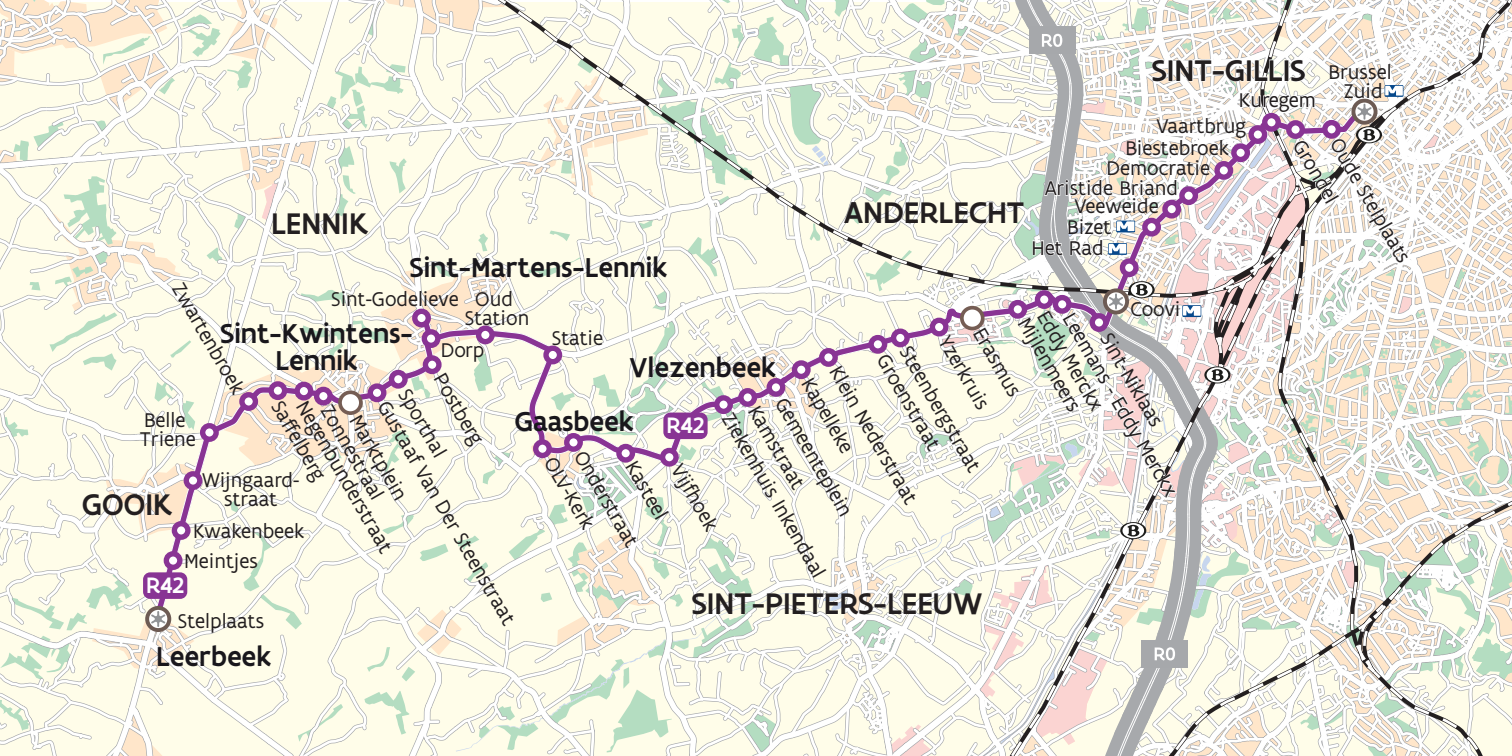 R0
SINT-GILLIS
Brussel
Zuid M
Kuregem
Vaartbrug
B
Biestebroek
Grondel
Oude stelplaats
Democratie
Aristide Briand
Veeweide
ANDERLECHT
Bizet M
Het Rad M
LENNIK
Sint-Martens-Lennik
Zwartenbroek
Sint-Godelieve
Oud
Station
B
Coovi M
Sint-Kwintens-
Lennik
Dorp
Statie
Erasmus
Mijlenmeers
Eddy Merckx
Leemans - Eddy Merckx
Sint-Niklaas
Yzerkruis
Steenbergstraat
Groenstraat
Klein Nederstraat
Kapelleke
Vlezenbeek
Postberg
Sporthal
Gustaaf Van Der Steenstraat
Marktplein
Zonnestraal
Negenbunderstraat
Saffelberg
B
Belle
Triene
Gaasbeek
R42
Gemeenteplein
Kamstraat
Ziekenhuis Inkendaal
Vijfhoek
Kasteel
Onderstraat
OLV-Kerk
Wijngaard-
straat
GOOIK
Kwakenbeek
B
Meintjes
R42
SINT-PIETERS-LEEUW
Stelplaats
Leerbeek
R0